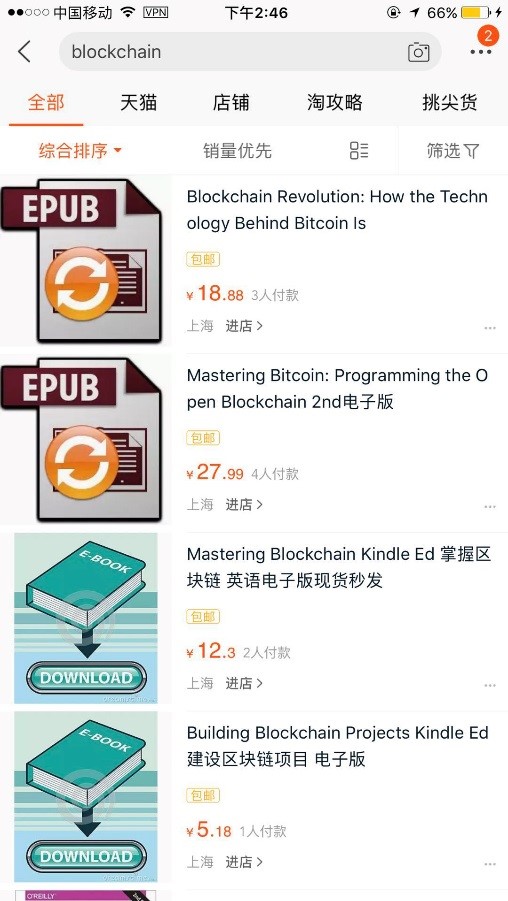 中国移动 VPN 下午2:46 66%
blockchain
2
全部 天猫 店铺 淘攻略 挑尖货
综合排序 销量优先 筛选
EPUB
Blockchain Revolution: How the Techn
ology Behind Bitcoin Is
包邮
¥18.88 3人付款
上海 进店
EPUB
Mastering Bitcoin: Programming the O
pen Blockchain 2nd电子版
包邮
¥27.99 4人付款
上海 进店
E-BOOK
DOWNLOAD
Mastering Blockchain Kindle Ed 掌握区
块链 英语电子版现货秒发
包邮
¥12.3 2人付款
上海 进店
E-BOOK
DOWNLOAD
Building Blockchain Projects Kindle Ed
建设区块链项目 电子版
包邮
¥5.18 1人付款
上海 进店
O'REILLY